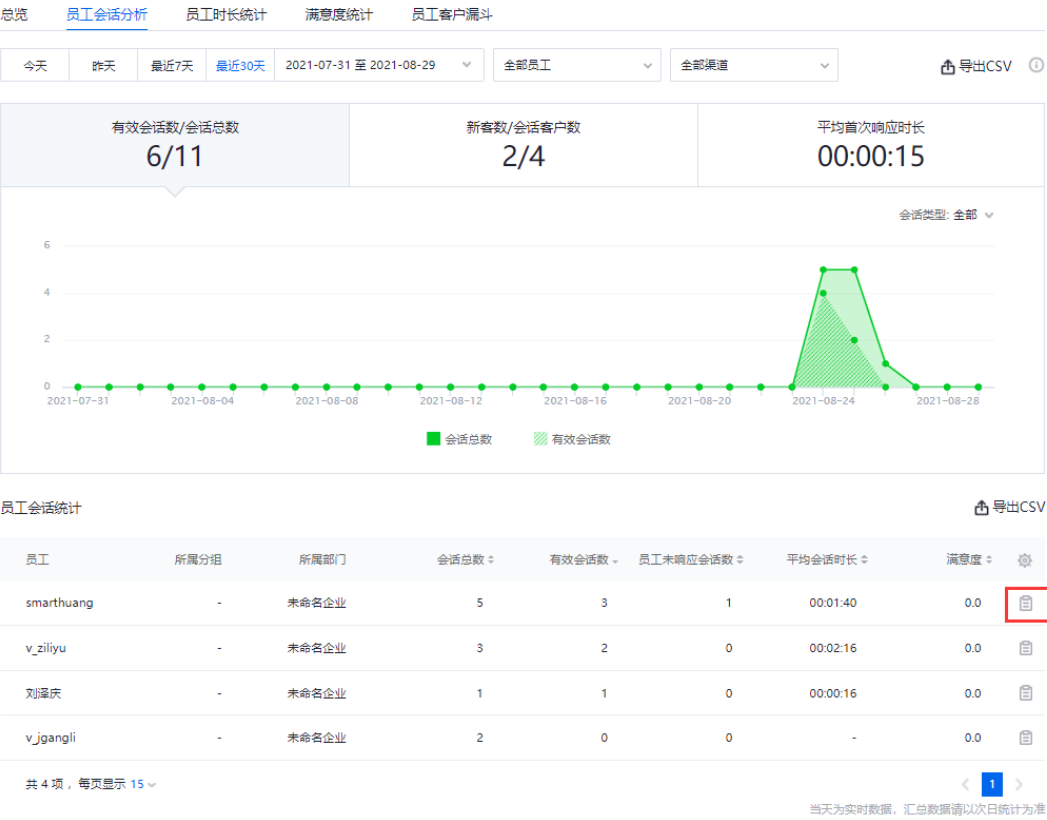 总览 员工会话分析 员工时长统计 满意度统计 员工客户漏斗
今天 昨天 最近7天 最近30天 2021-07-31 至 2021-08-29 全部员工 全部渠道 导出CSV
有效会话数/会话总数 新客数/会话客户数 平均首次响应时长
6/11 2/4 00:00:15
会话类型: 全部
6
4
2
0
2021-07-31 2021-08-04 2021-08-08 2021-08-12 2021-08-16 2021-08-20 2021-08-24 2021-08-28
会话总数 有效会话数
员工会话统计 导出CSV
员工 所属分组 所属部门 会话总数 有效会话数 员工未响应会话数 平均会话时长 满意度
smarthuang - 未命名企业 5 3 1 00:01:40 0.0
v_ziliyu - 未命名企业 3 2 0 00:02:16 0.0
刘泽庆 - 未命名企业 1 1 0 00:00:16 0.0
v_jgangli - 未命名企业 2 0 0 - 0.0
共 4 项，每页显示 15 1
当天为实时数据，汇总数据请以次日统计为准